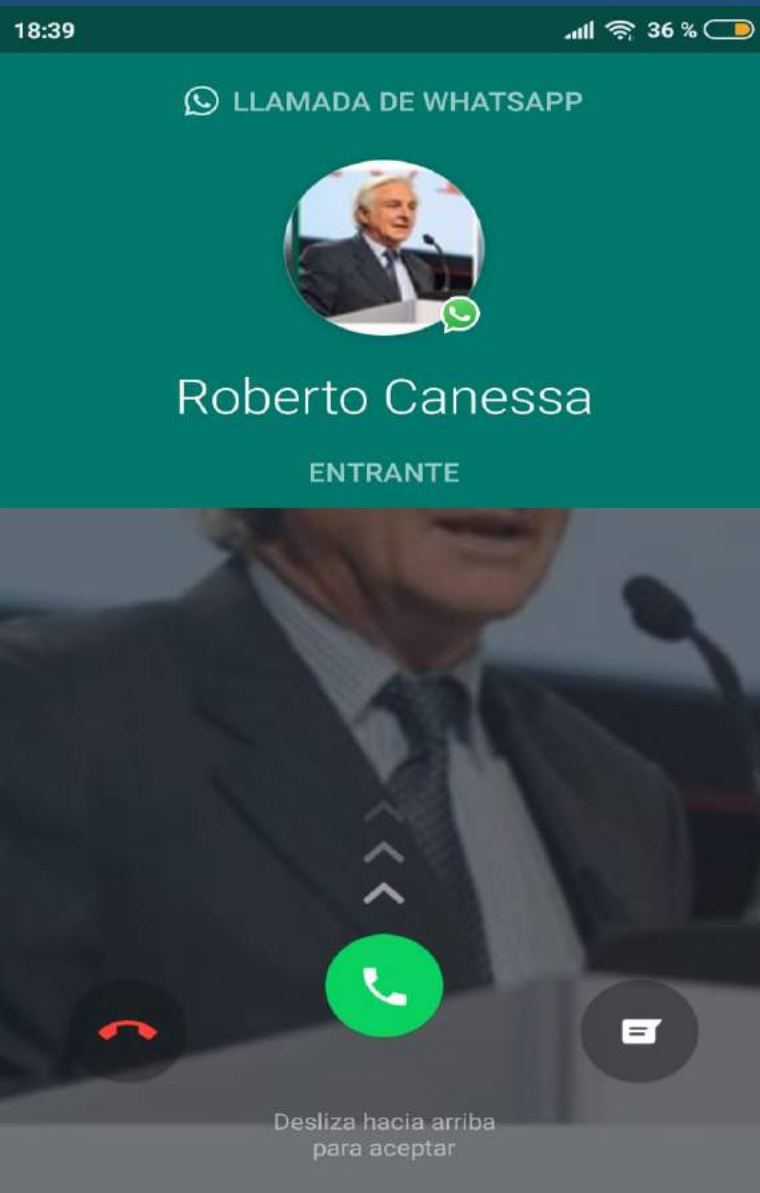 18:39 36 %
LLAMADA DE WHATSAPP
Roberto Canessa
ENTRANTE
Desliza hacia arriba
para aceptar